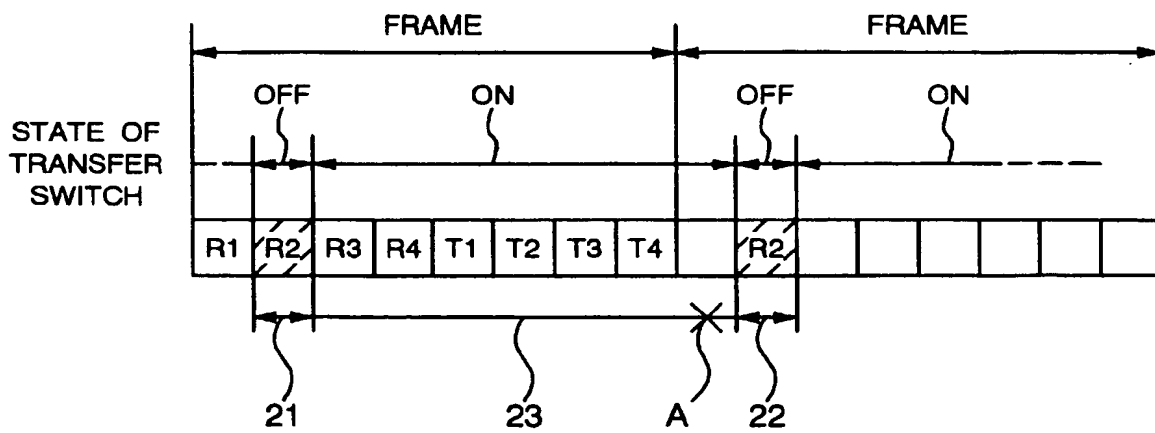 FRAME FRAME
OFF ON OFF ON
STATE OF
TRANSFER
SWITCH
R1 R2 R3 R4 T1 T2 T3 T4 R2
21 23 A 22